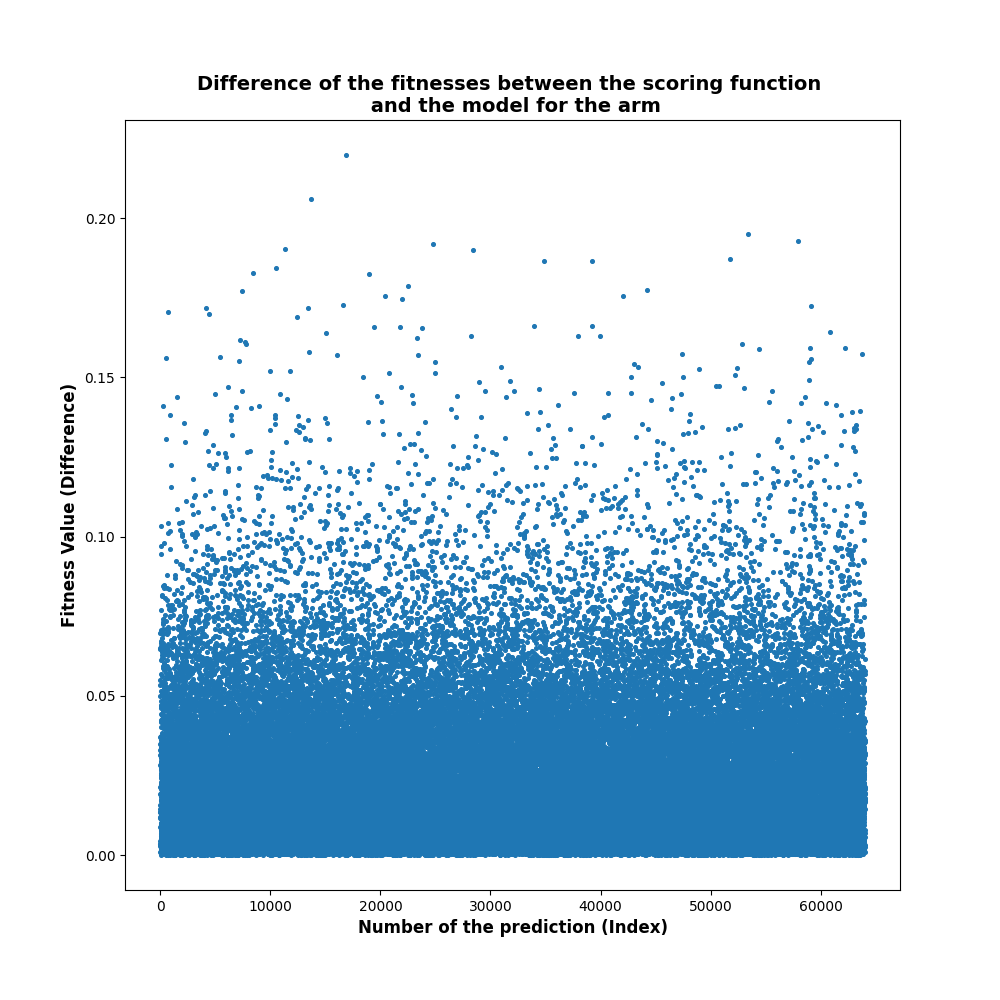 Difference of the fitnesses between the scoring function
and the model for the arm
Fitness Value (Difference)
0.20
0.15
0.10
0.05
0.00
0 10000 20000 30000 40000 50000 60000
Number of the prediction (Index)